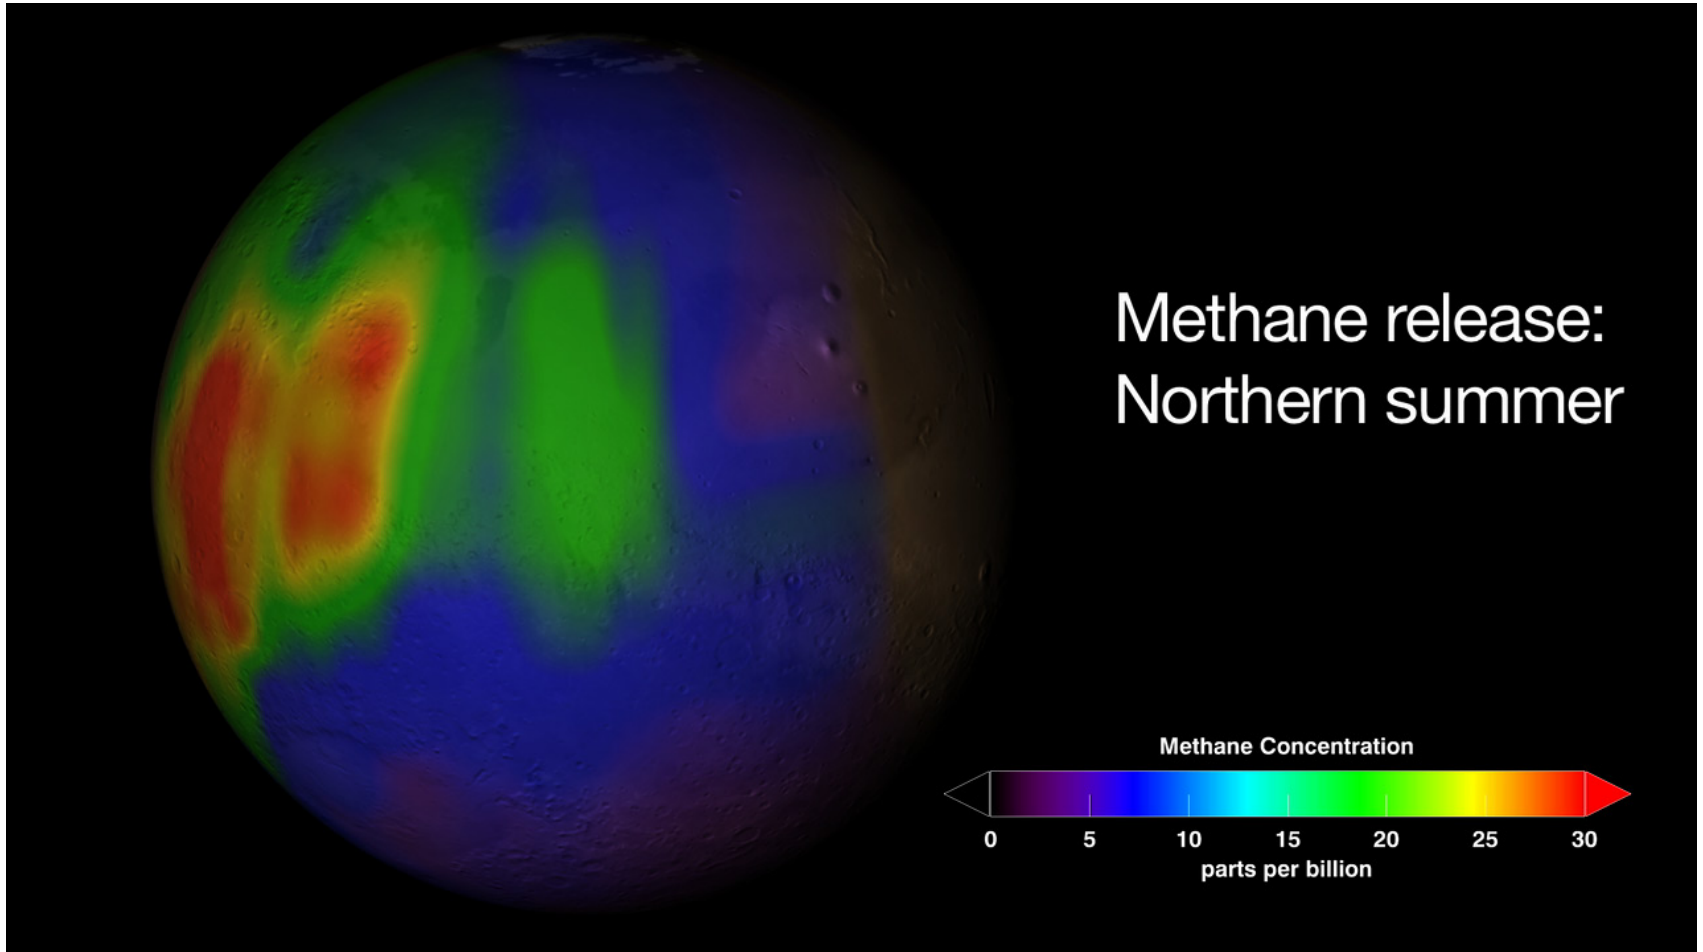 Methane release:
Northern summer
Methane Concentration
0 5 10 15 20 25 30
parts per billion